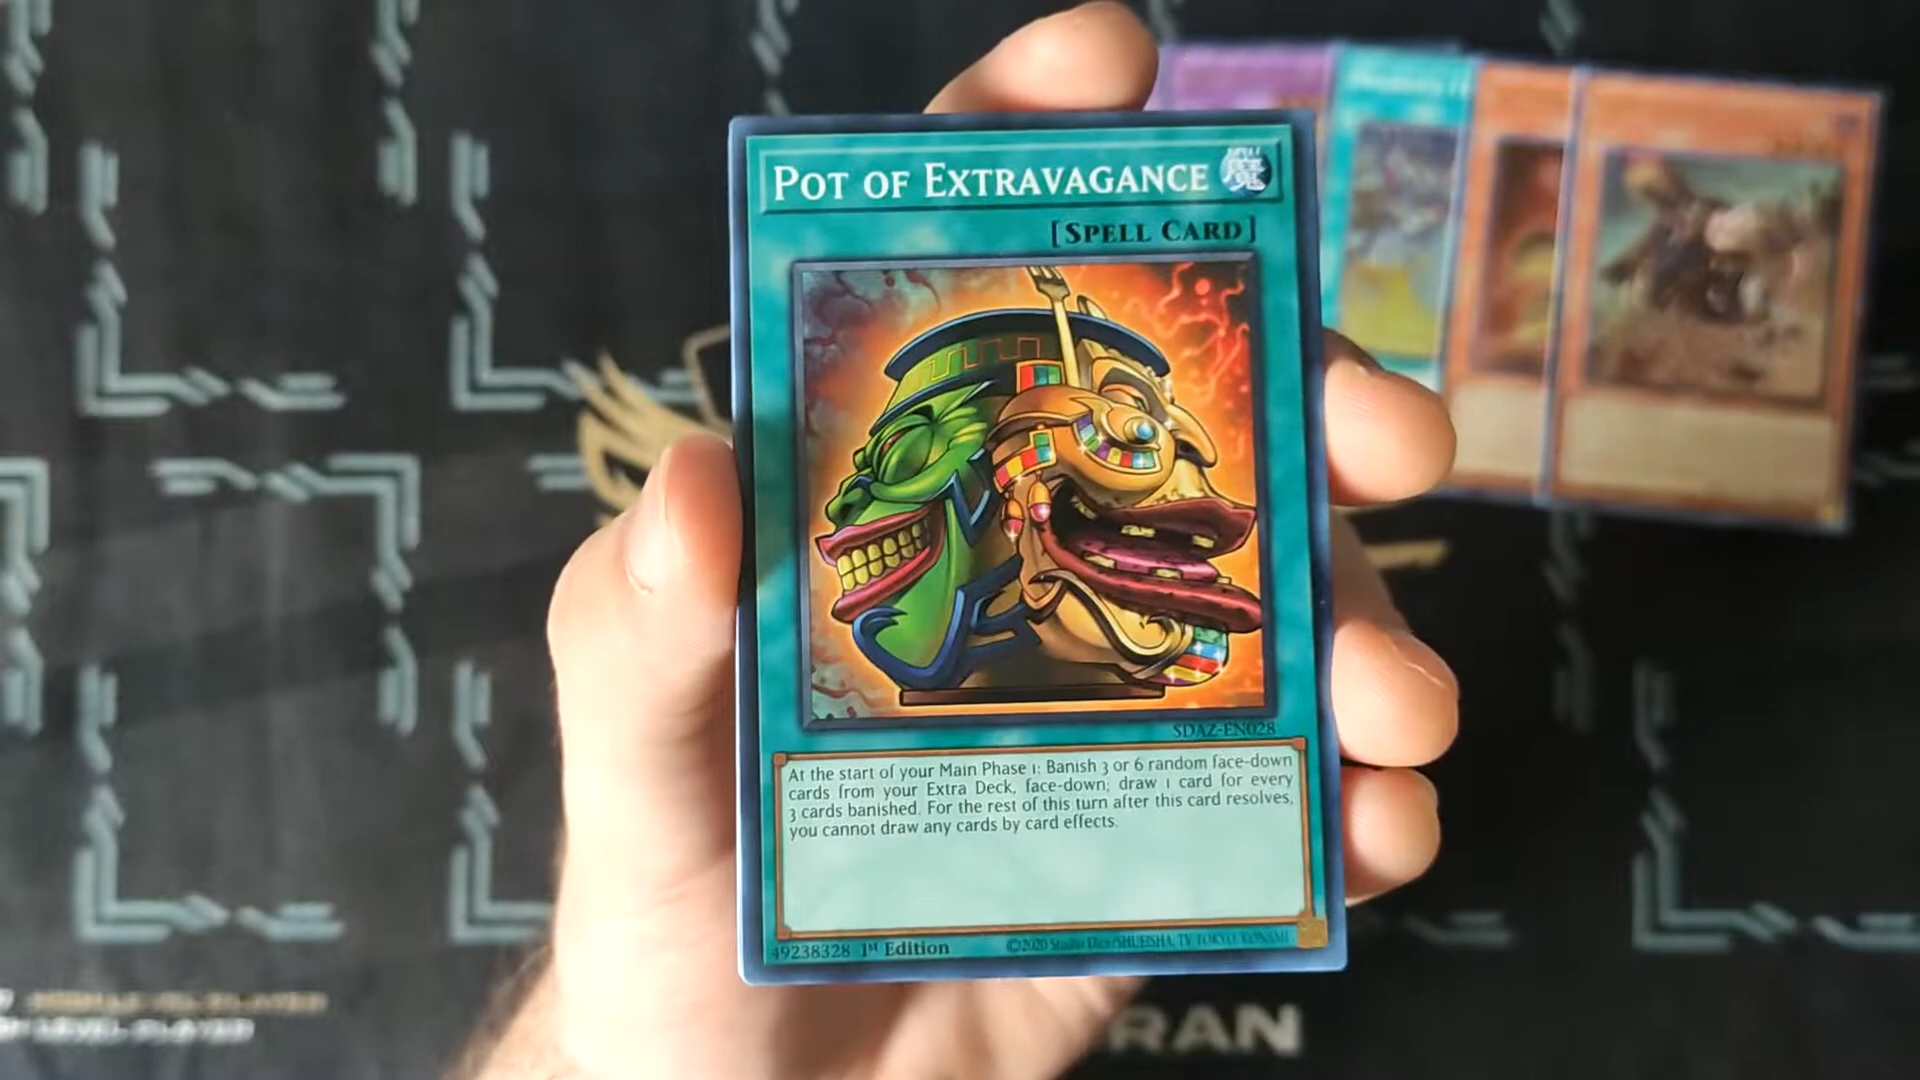 POT OF EXTRAVAGANCE 魔
[SPELL CARD]
SDAZ-EN028
At the start of your Main Phase 1: Banish 3 or 6 random face-down
cards from your Extra Deck, face-down; draw 1 card for every
3 cards banished. For the rest of this turn after this card resolves,
you cannot draw any cards by card effects.
49238328 1st Edition ©2020 Studio Dice/SHUEISHA, TV TOKYO, KONAMI
RAN